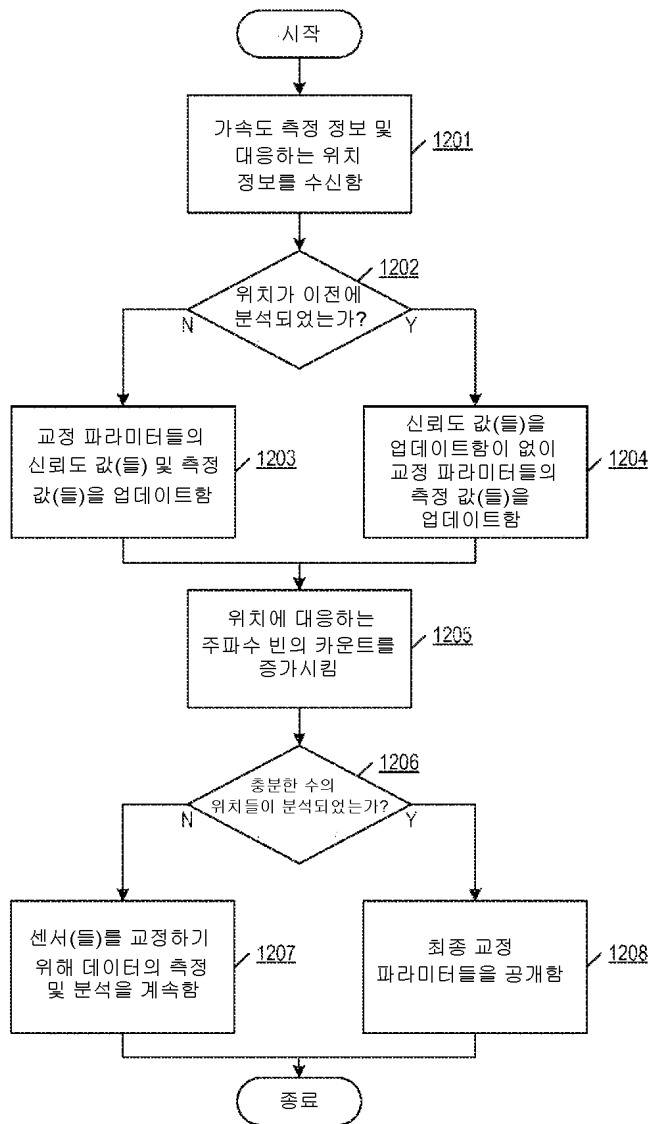 시작
가속도 측정 정보 및
대응하는 위치
정보를 수신함
1201
1202
위치가 이전에
분석되었는가?
N
Y
교정 파라미터들의
신뢰도 값(들) 및 측정
값(들)을 업데이트함
1203
신뢰도 값(들)을
업데이트함이 없이
교정 파라미터들의
측정 값(들)을
업데이트함
1204
위치에 대응하는
주파수 빈의 카운트를
증가시킴
1205
1206
충분한 수의
위치들이 분석되었는가?
N
Y
센서(들)를 교정하기
위해 데이터의 측정
및 분석을 계속함
1207
최종 교정
파라미터들을 공개함
1208
종료